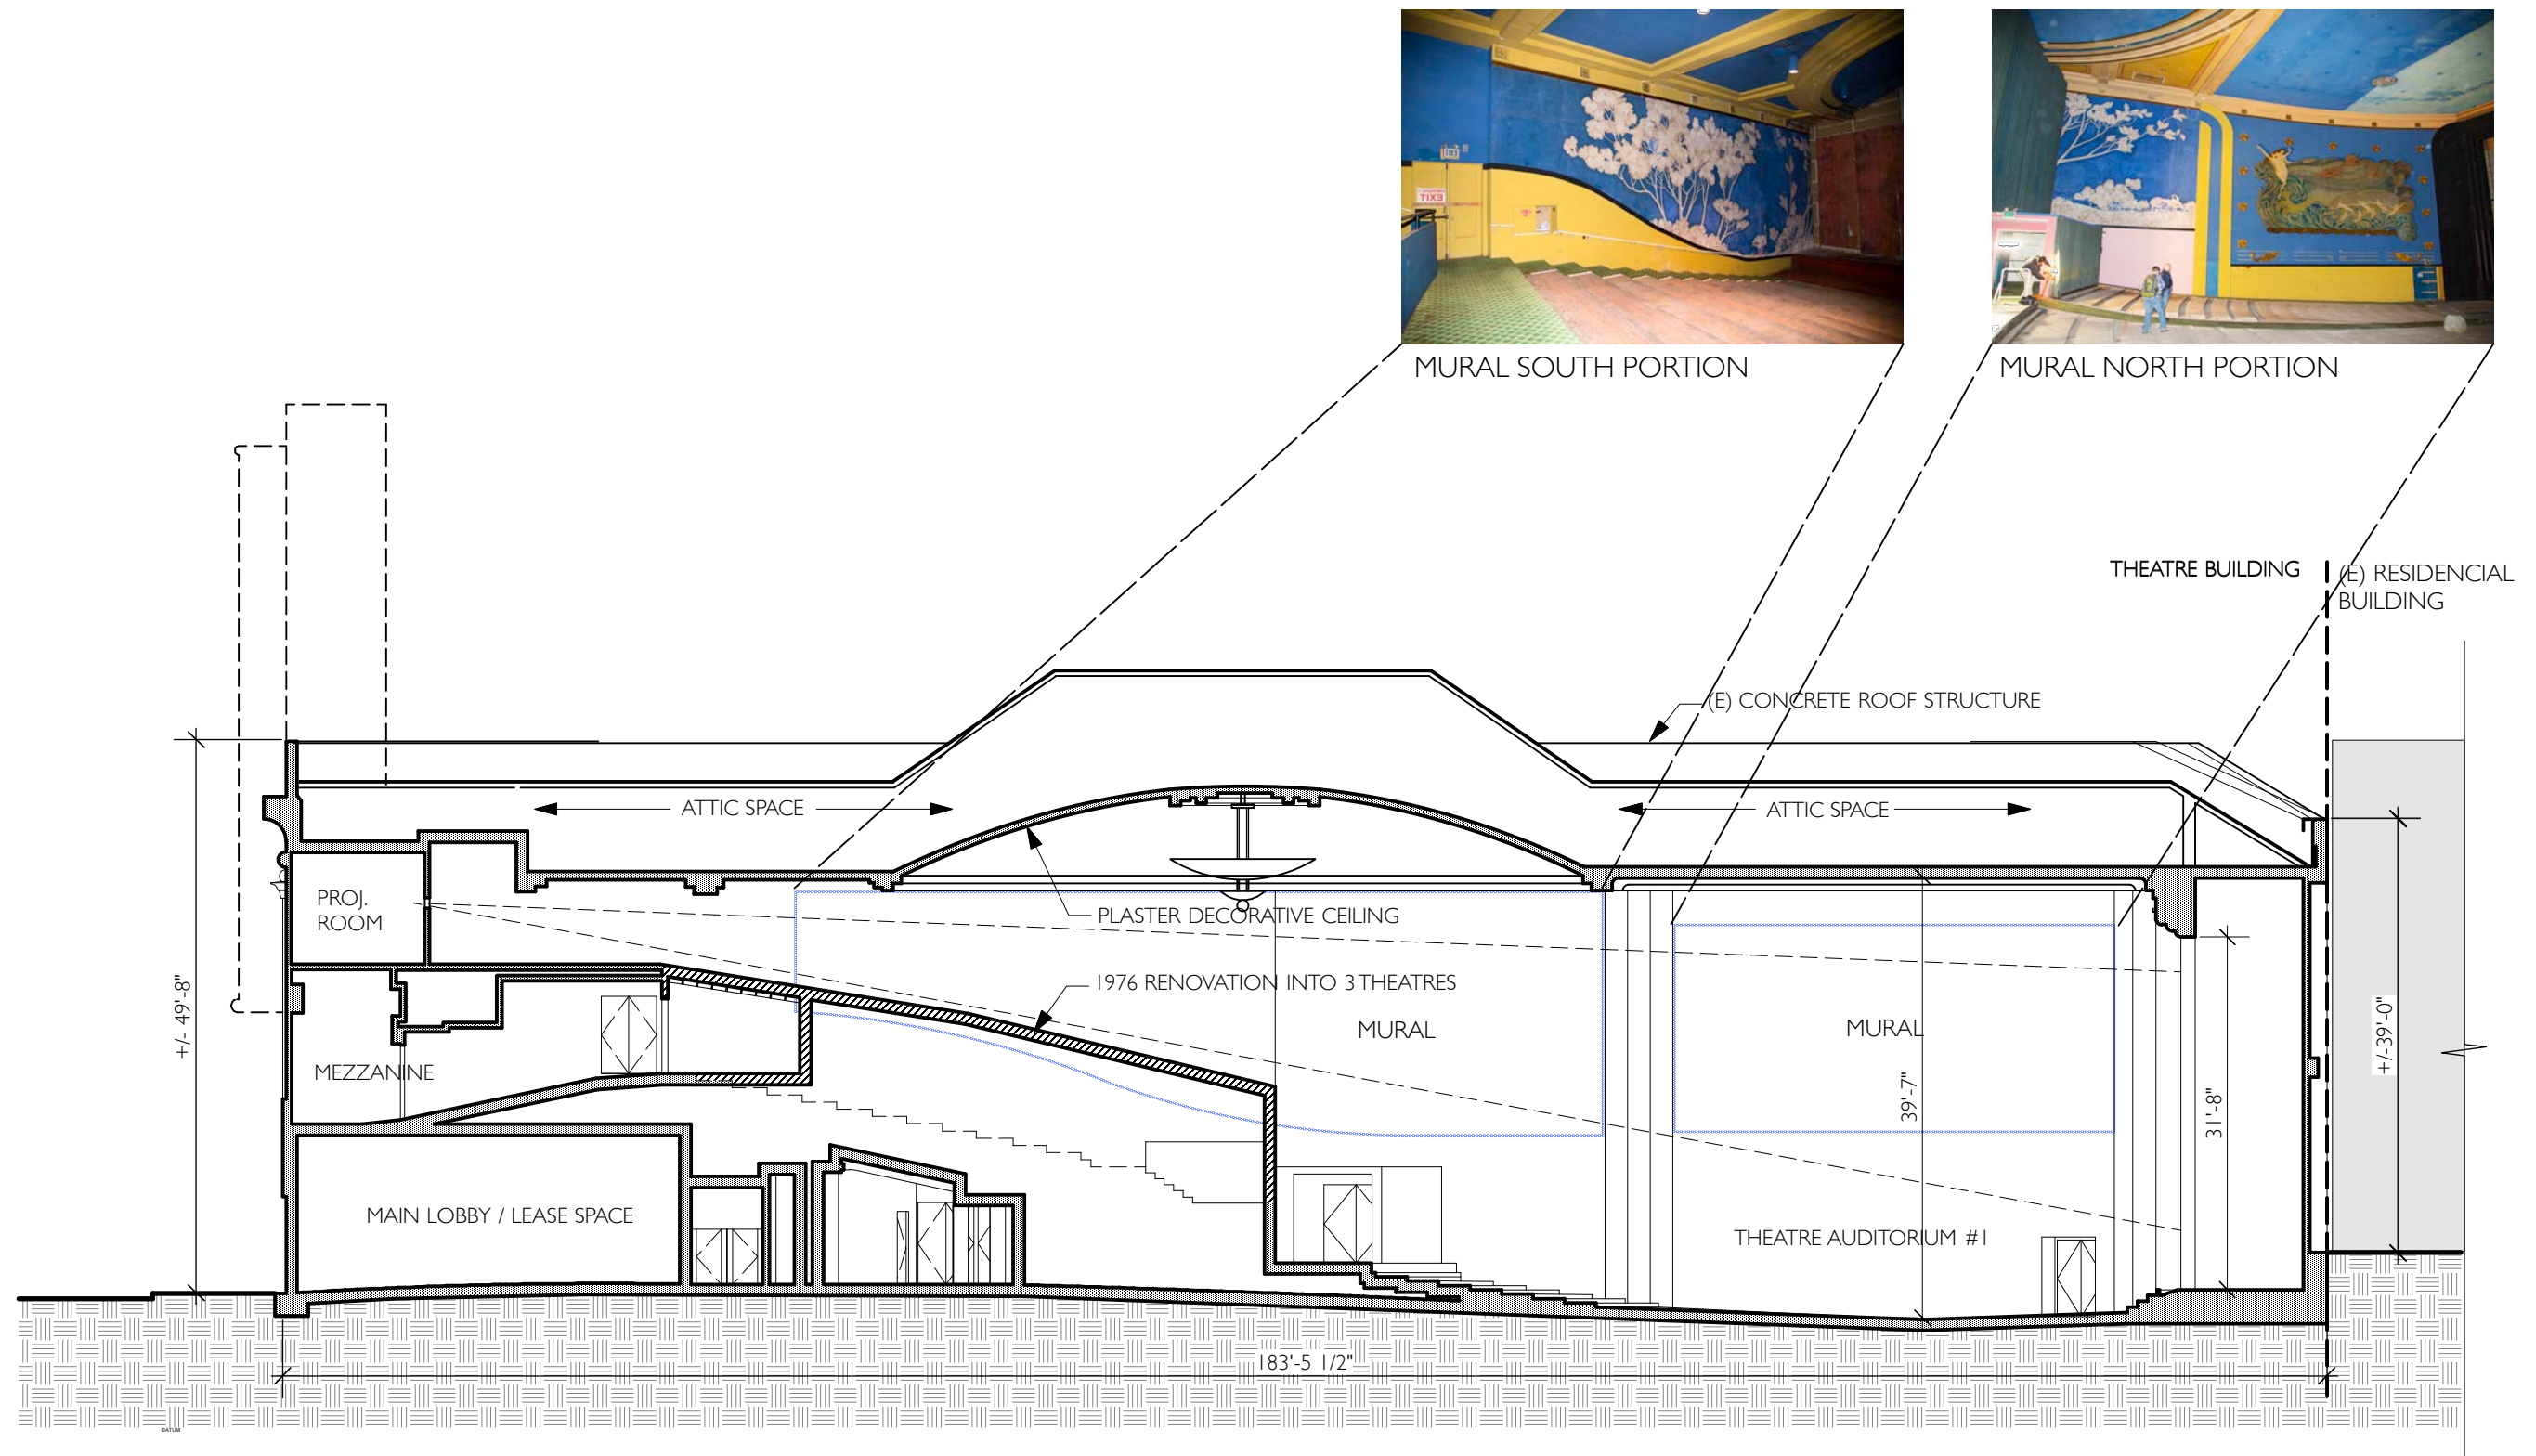 EXIT
MURAL SOUTH PORTION
MURAL NORTH PORTION
THEATRE BUILDING
(E) RESIDENCIAL
BUILDING
(E) CONCRETE ROOF STRUCTURE
ATTIC SPACE
ATTIC SPACE
PROJ.
ROOM
PLASTER DECORATIVE CEILING
1976 RENOVATION INTO 3 THEATRES
MURAL
MURAL
+/- 49'-8"
+/-39'-0"
MEZZANINE
39'-7"
31'-8"
MAIN LOBBY / LEASE SPACE
THEATRE AUDITORIUM #1
183'-5 1/2"
DATUM